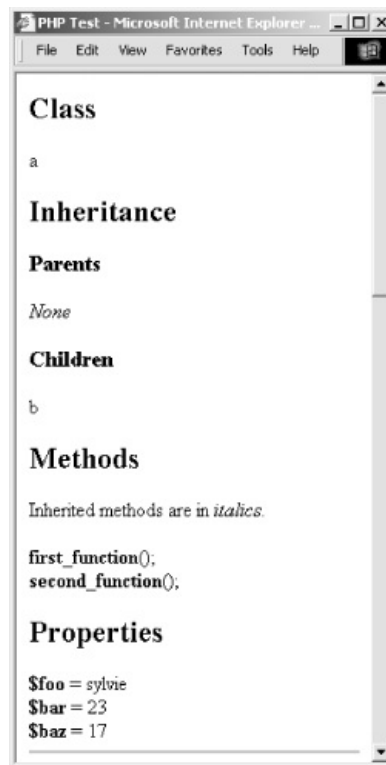 PHP Test - Microsoft Internet Explorer ...
File Edit View Favorites Tools Help
Class
a
Inheritance
Parents
None
Children
b
Methods
Inherited methods are in italics.
first_function();
second_function();
Properties
$foo = sylvie
$bar = 23
$baz = 17